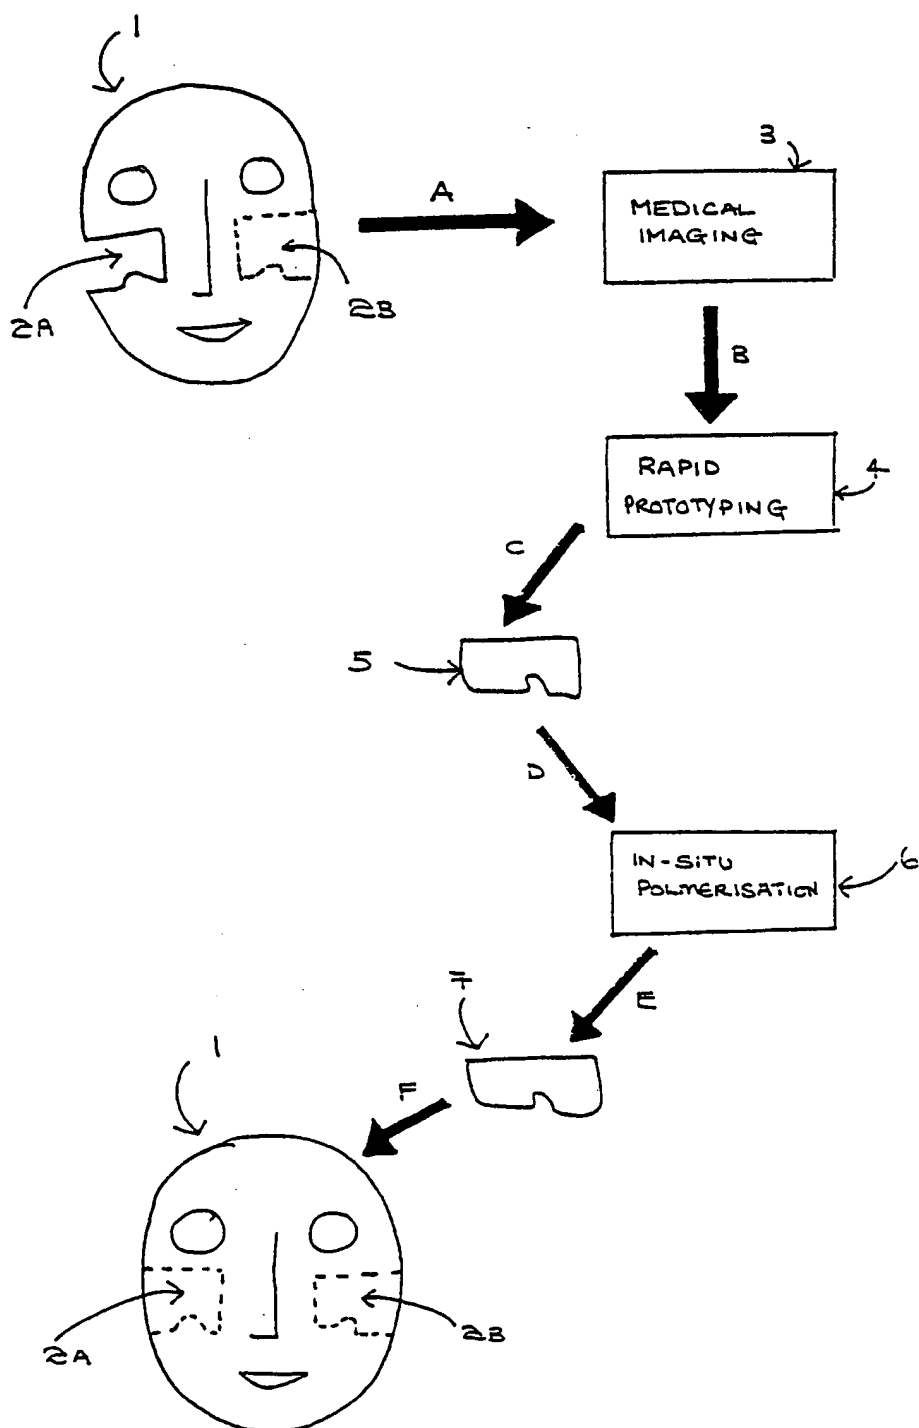 1
3
A
MEDICAL
IMAGING
2A
2B
B
RAPID
PROTOTYPING
4
C
5
D
IN-SITU
POLMERISATION
6
E
7
1
F
2A
2B